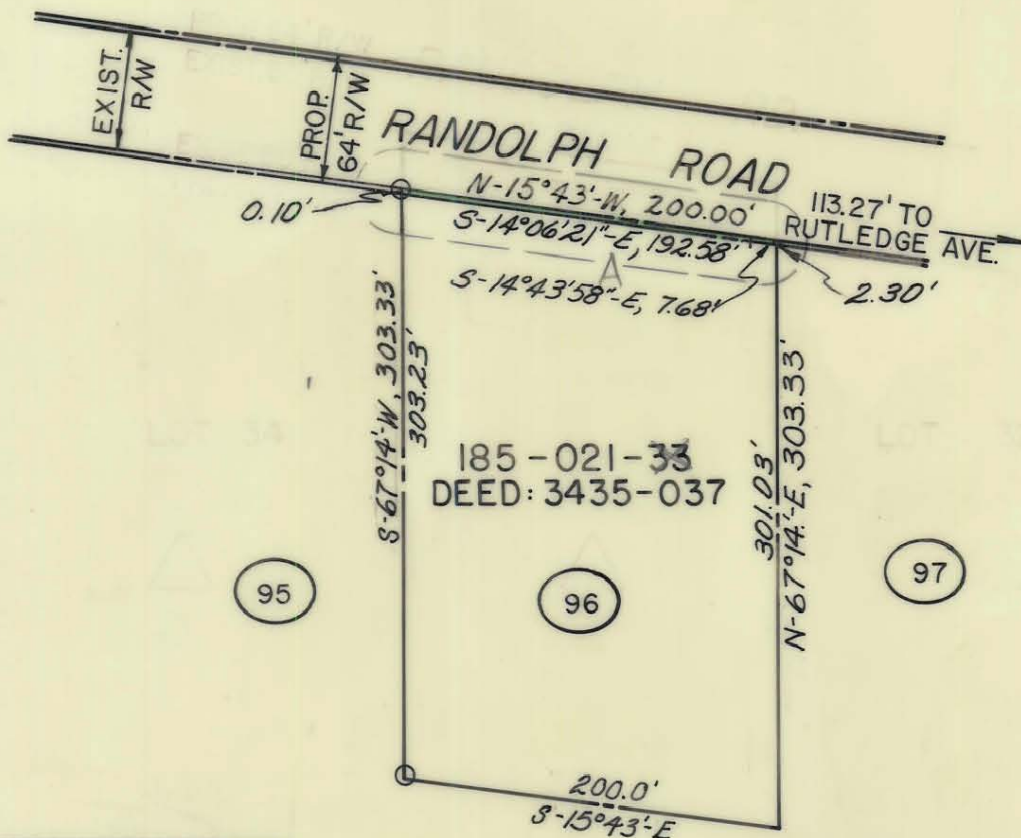 EXIST.
R/W
PROP.
64' R/W
RANDOLPH ROAD
N-15°43'-W, 200.00'
113.27' TO
RUTLEDGE AVE.
0.10'
S-14°06'21"-E, 192.58'
A
S-14°43'58"-E, 7.68'
2.30'
S-67°14'-W, 303.33'
303.23'
301.03'
N-67°14'-E, 303.33'
185-021-33
DEED: 3435-037
LOT 34
LOT
95
96
97
200.0'
S-15°43'-E